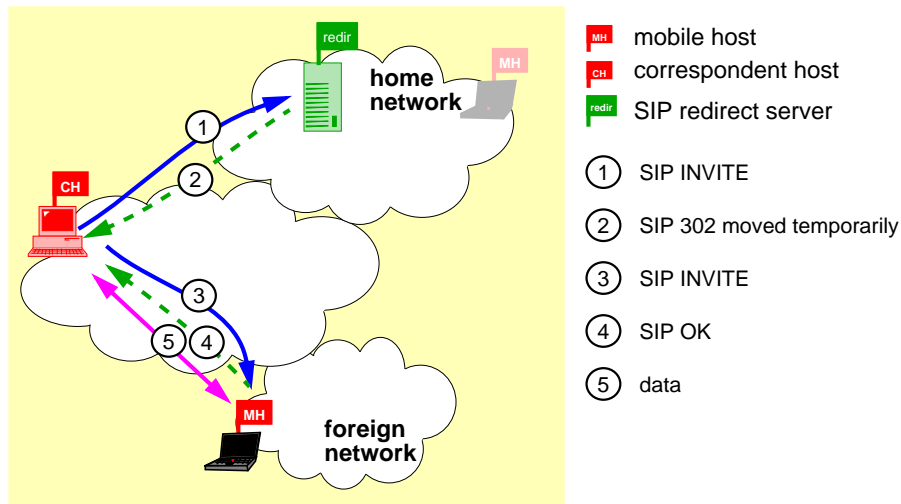 redir
home
network
MH
1
2
CH
3
5
4
MH
foreign
network
MH mobile host
CH correspondent host
redir SIP redirect server
1 SIP INVITE
2 SIP 302 moved temporarily
3 SIP INVITE
4 SIP OK
5 data